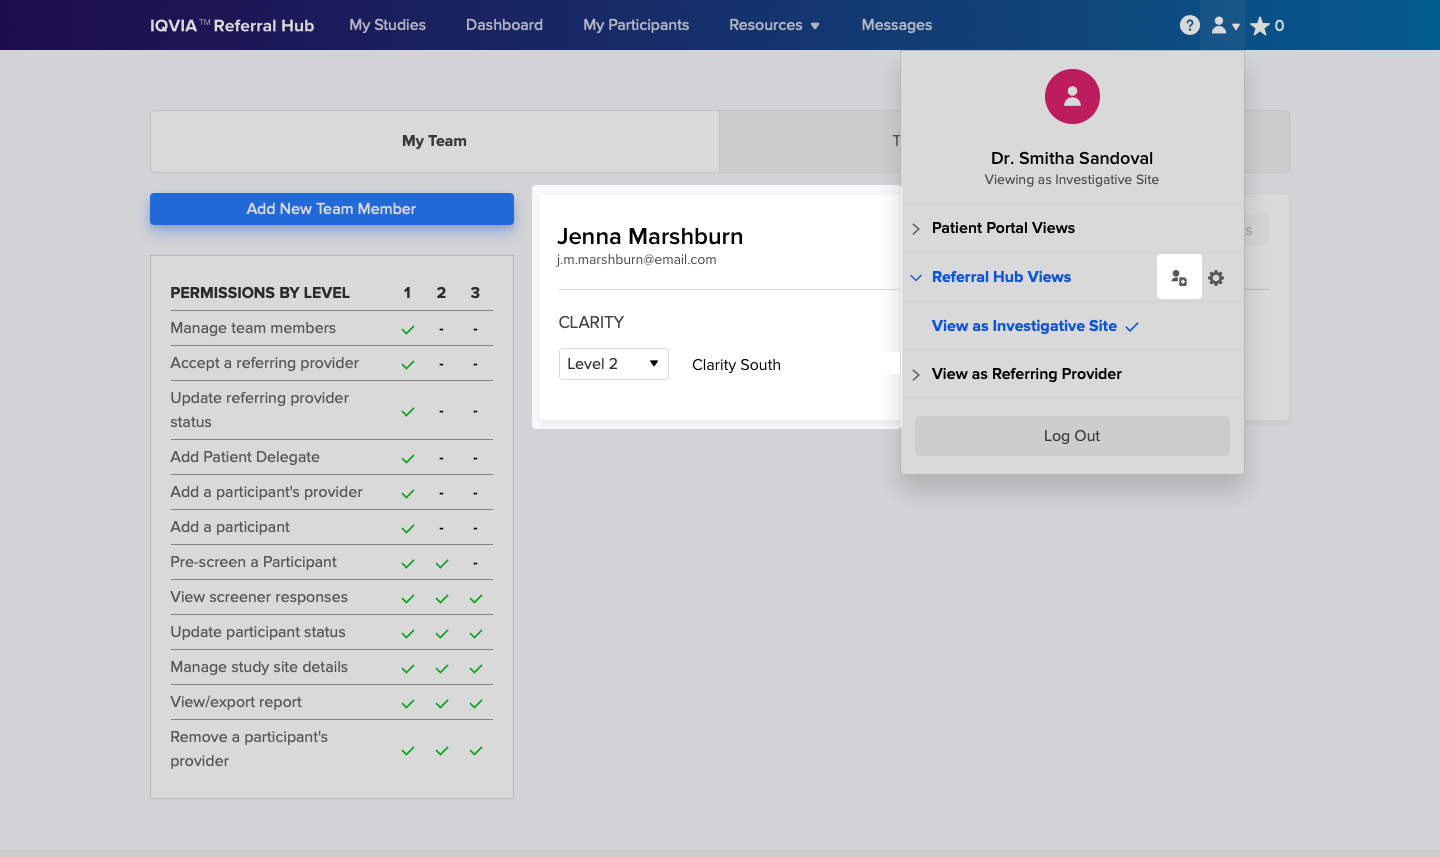 IQVIA™ Referral Hub My Studies Dashboard My Participants Resources Messages ? 0
My Team
Add New Team Member
PERMISSIONS BY LEVEL 1 2 3
Manage team members - -
Accept a referring provider - -
Update referring provider
status - -
Add Patient Delegate - -
Add a participant's provider - -
Add a participant - -
Pre-screen a Participant -
View screener responses
Update participant status
Manage study site details
View/export report
Remove a participant's
provider
Jenna Marshburn
j.m.marshburn@email.com
CLARITY
Level 2 Clarity South
Dr. Smitha Sandoval
Viewing as Investigative Site
Patient Portal Views
Referral Hub Views
View as Investigative Site
View as Referring Provider
Log Out